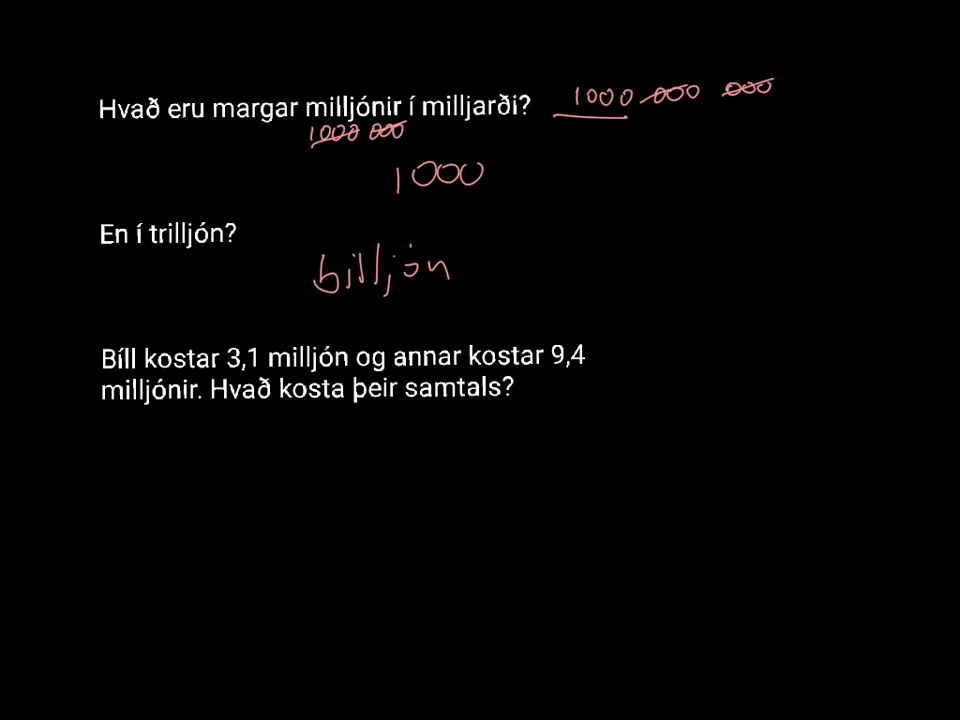 Hvað eru margar milljónir í milljarði? 1000 000 000
1000 000
1000
En í trilljón?
billjón
Bíll kostar 3,1 milljón og annar kostar 9,4
milljónir. Hvað kosta þeir samtals?